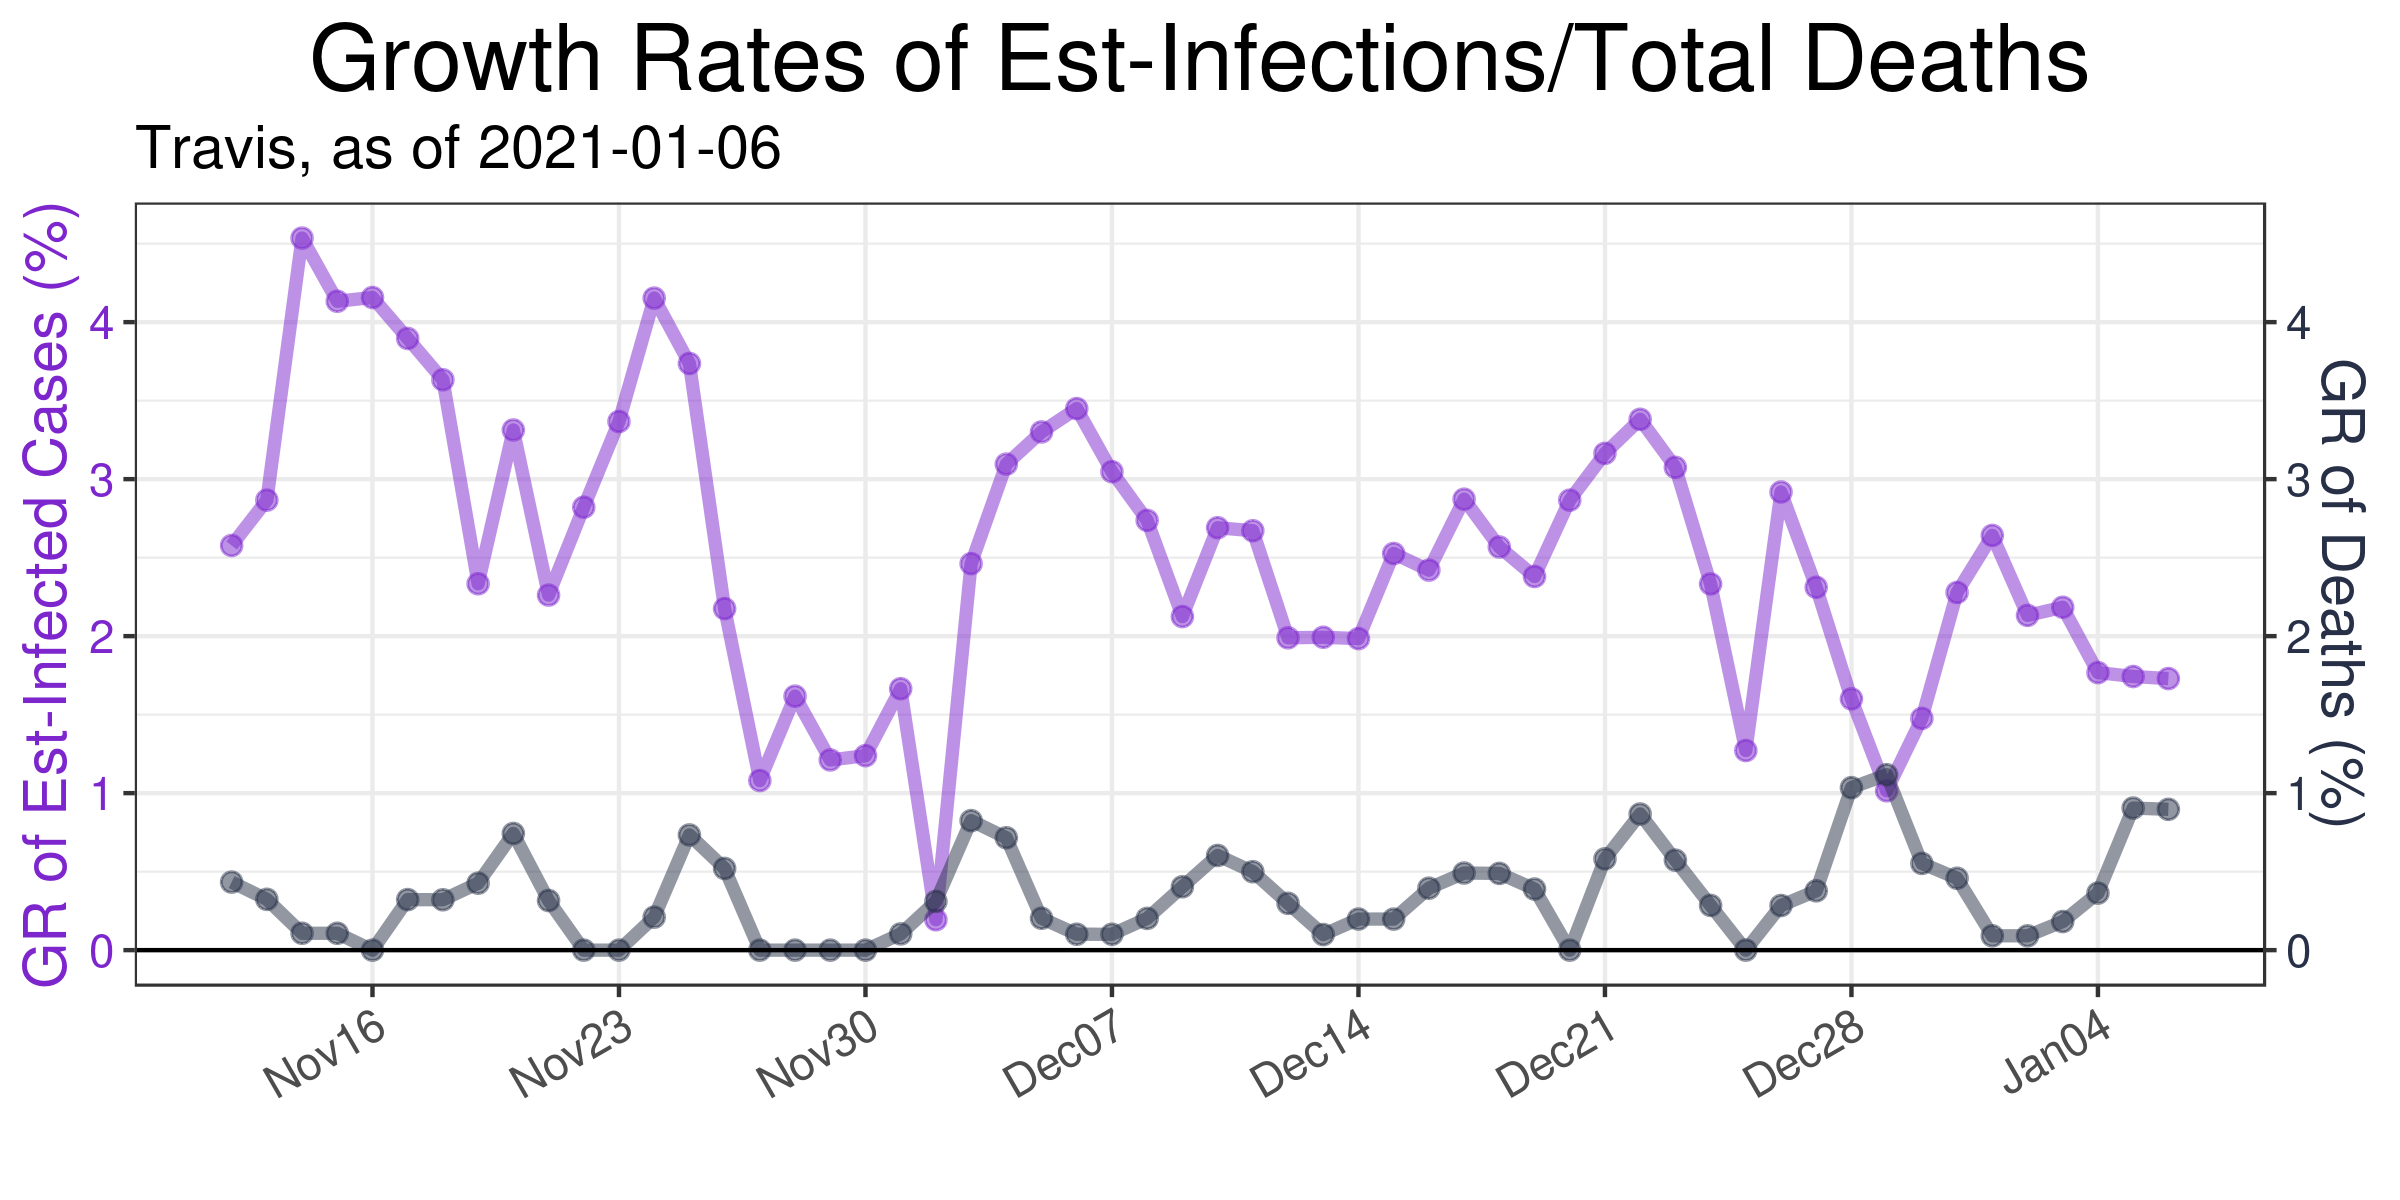 Growth Rates of Est-Infections/Total Deaths
Travis, as of 2021-01-06
GR of Est-Infected Cases (%)
4
3
2
1
0
4
3
2
1
0
GR of Deaths (%)
Nov16
Nov23
Nov30
Dec07
Dec14
Dec21
Dec28
Jan04